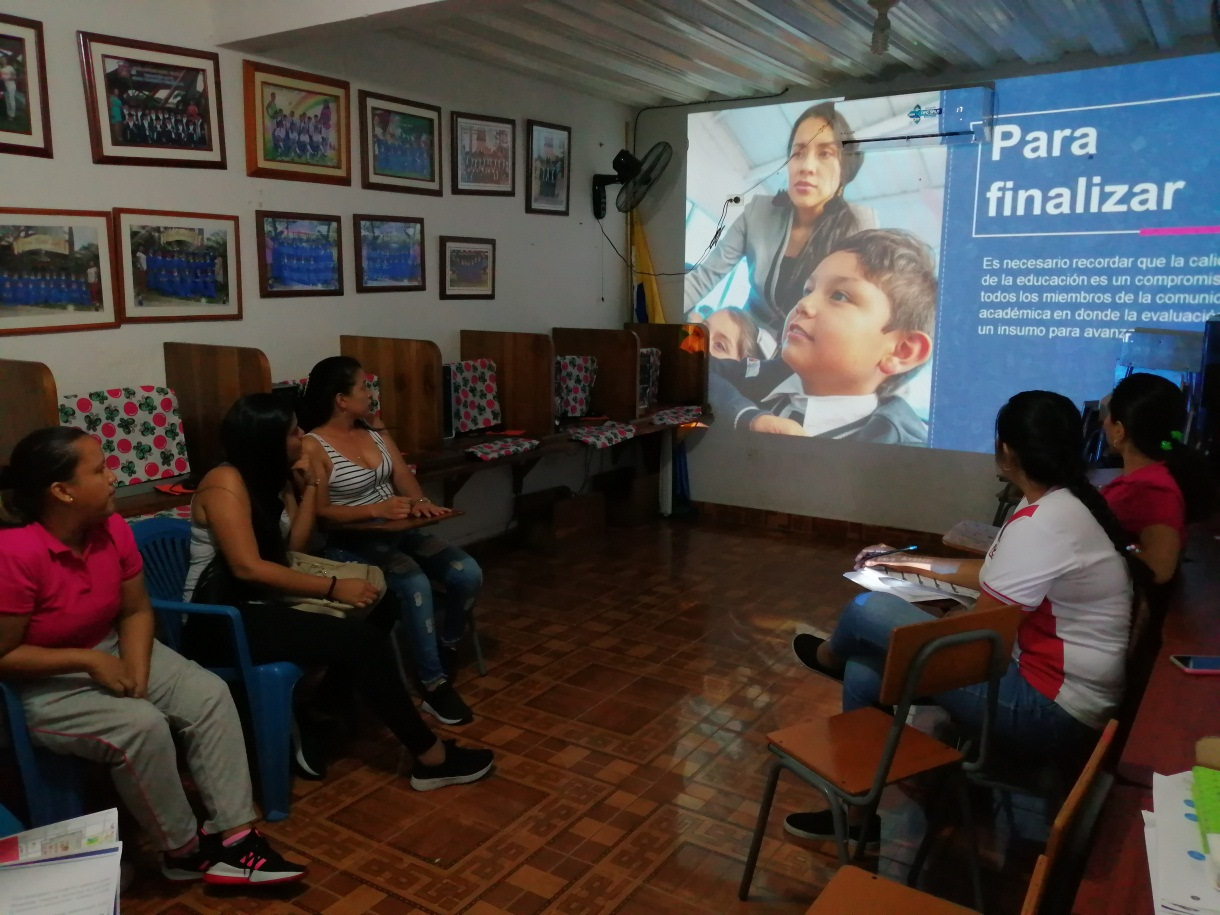 Para
finalizar
Es necesario recordar que la cali
de la educación es un compromis
todos los miembros de la comunic
académica en donde la evaluació
un insumo para avanzar.